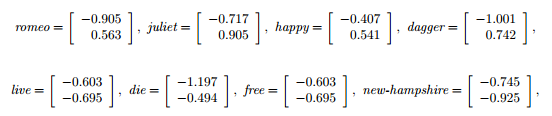 romeo = [ −0.905 0.563 ], juliet = [ −0.717 0.905 ], happy = [ −0.407 0.541 ], dagger = [ −1.001 0.742 ],
live = [ −0.603 −0.695 ], die = [ −1.197 −0.494 ], free = [ −0.603 −0.695 ], new-hampshire = [ −0.745 −0.925 ],